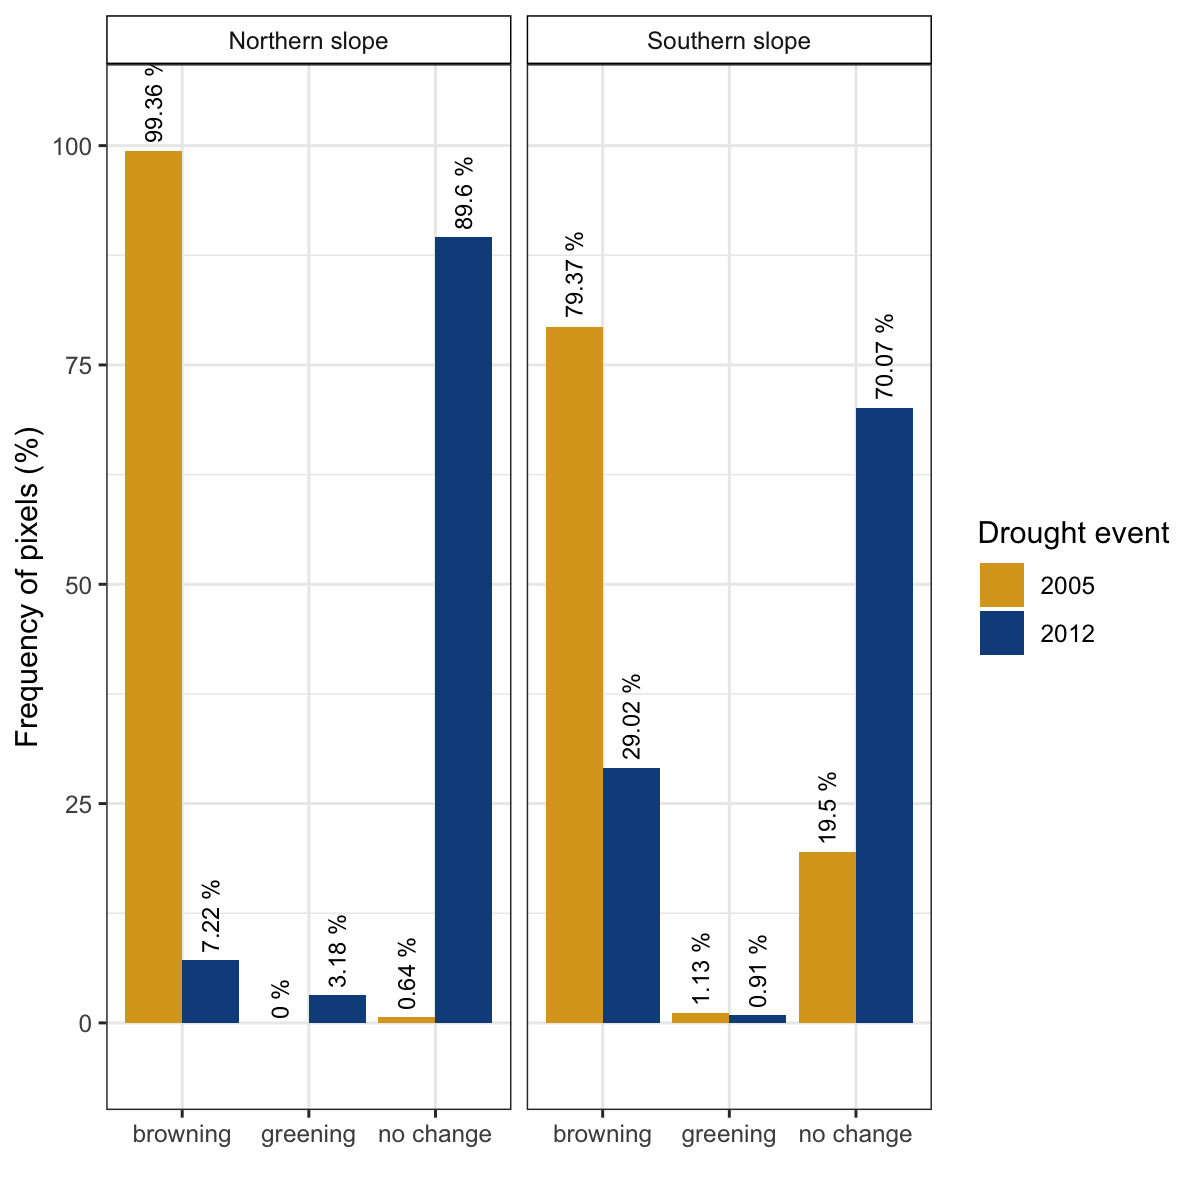 Northern slope
Southern slope
Frequency of pixels (%)
100
75
50
25
0
99.36 %
7.22 %
0 %
3.18 %
0.64 %
89.6 %
79.37 %
29.02 %
1.13 %
0.91 %
19.5 %
70.07 %
browning
greening
no change
browning
greening
no change
Drought event
2005
2012